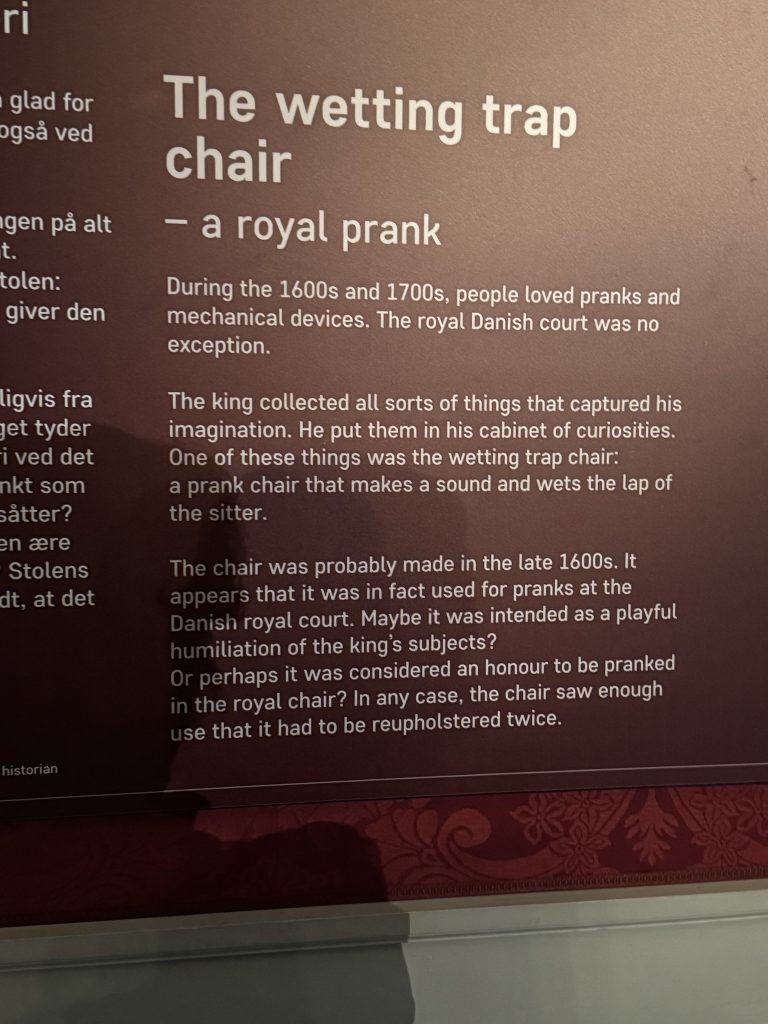 ri
glad for
også ved
ngen på alt
t.
tolen:
giver den
ligvis fra
get tyder
ri ved det
nkt som
såtter?
en ære
Stolens
dt, at det
historian
The wetting trap
chair
– a royal prank
During the 1600s and 1700s, people loved pranks and
mechanical devices. The royal Danish court was no
exception.
The king collected all sorts of things that captured his
imagination. He put them in his cabinet of curiosities.
One of these things was the wetting trap chair:
a prank chair that makes a sound and wets the lap of
the sitter.
The chair was probably made in the late 1600s. It
appears that it was in fact used for pranks at the
Danish royal court. Maybe it was intended as a playful
humiliation of the king's subjects?
Or perhaps it was considered an honour to be pranked
in the royal chair? In any case, the chair saw enough
use that it had to be reupholstered twice.